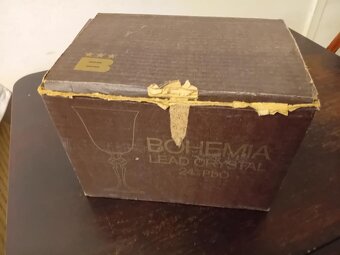 B
BOHEMIA
LEAD CRYSTAL
24% PbO